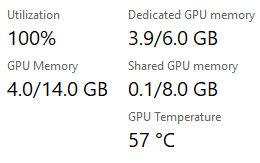 Utilization
100%
Dedicated GPU memory
3.9/6.0 GB
GPU Memory
4.0/14.0 GB
Shared GPU memory
0.1/8.0 GB
GPU Temperature
57 °C